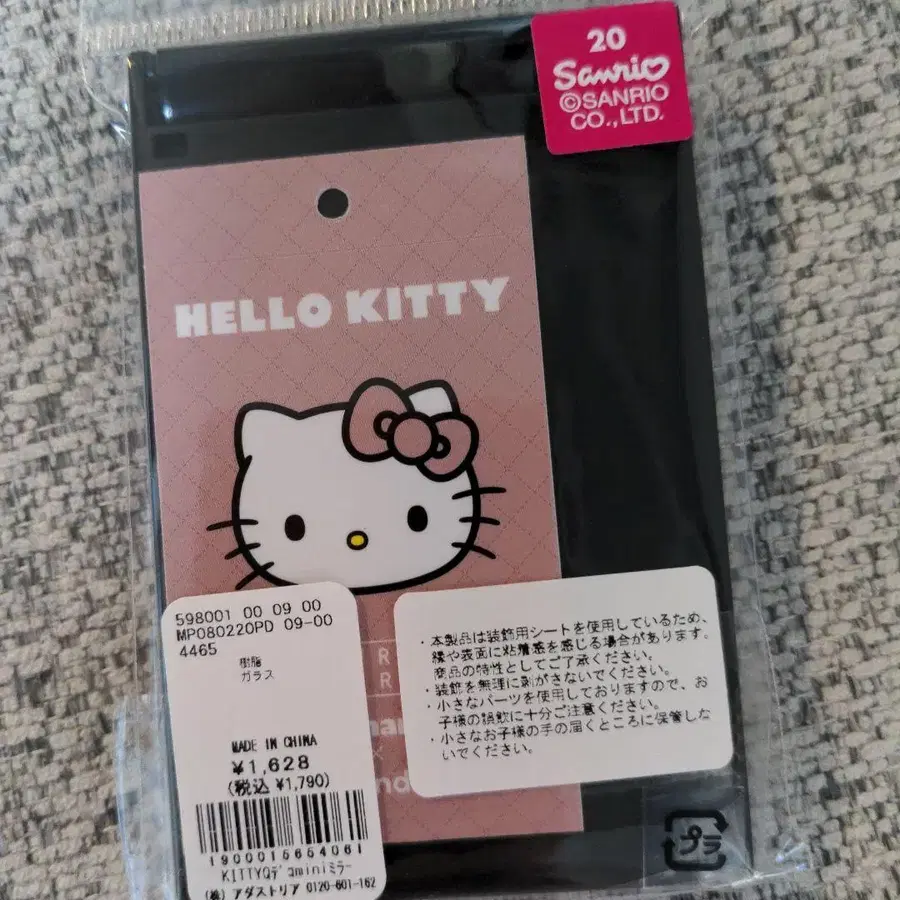 20
Sanrio
©SANRIO
CO.,LTD.
HELLO KITTY
598001 00 09 00
MP080220PD 09-00
4465
樹脂
ガラス
MADE IN CHINA
¥1,628
(税込 ¥1,790)
1900015654061
KITTYQデコminiミラー
(株) アダストリア 0120-601-162
R
R
・本製品は装飾用シートを使用しているため、
縁や表面に粘着感を感じる場合があります。
商品の特性としてご了承ください。
・装飾を無理に剥がさないでください。
・小さなパーツを使用しておりますので、お
子様の誤飲に十分ご注意ください。
・小さなお子様の手の届くところに保管しな
いでください。
プラ